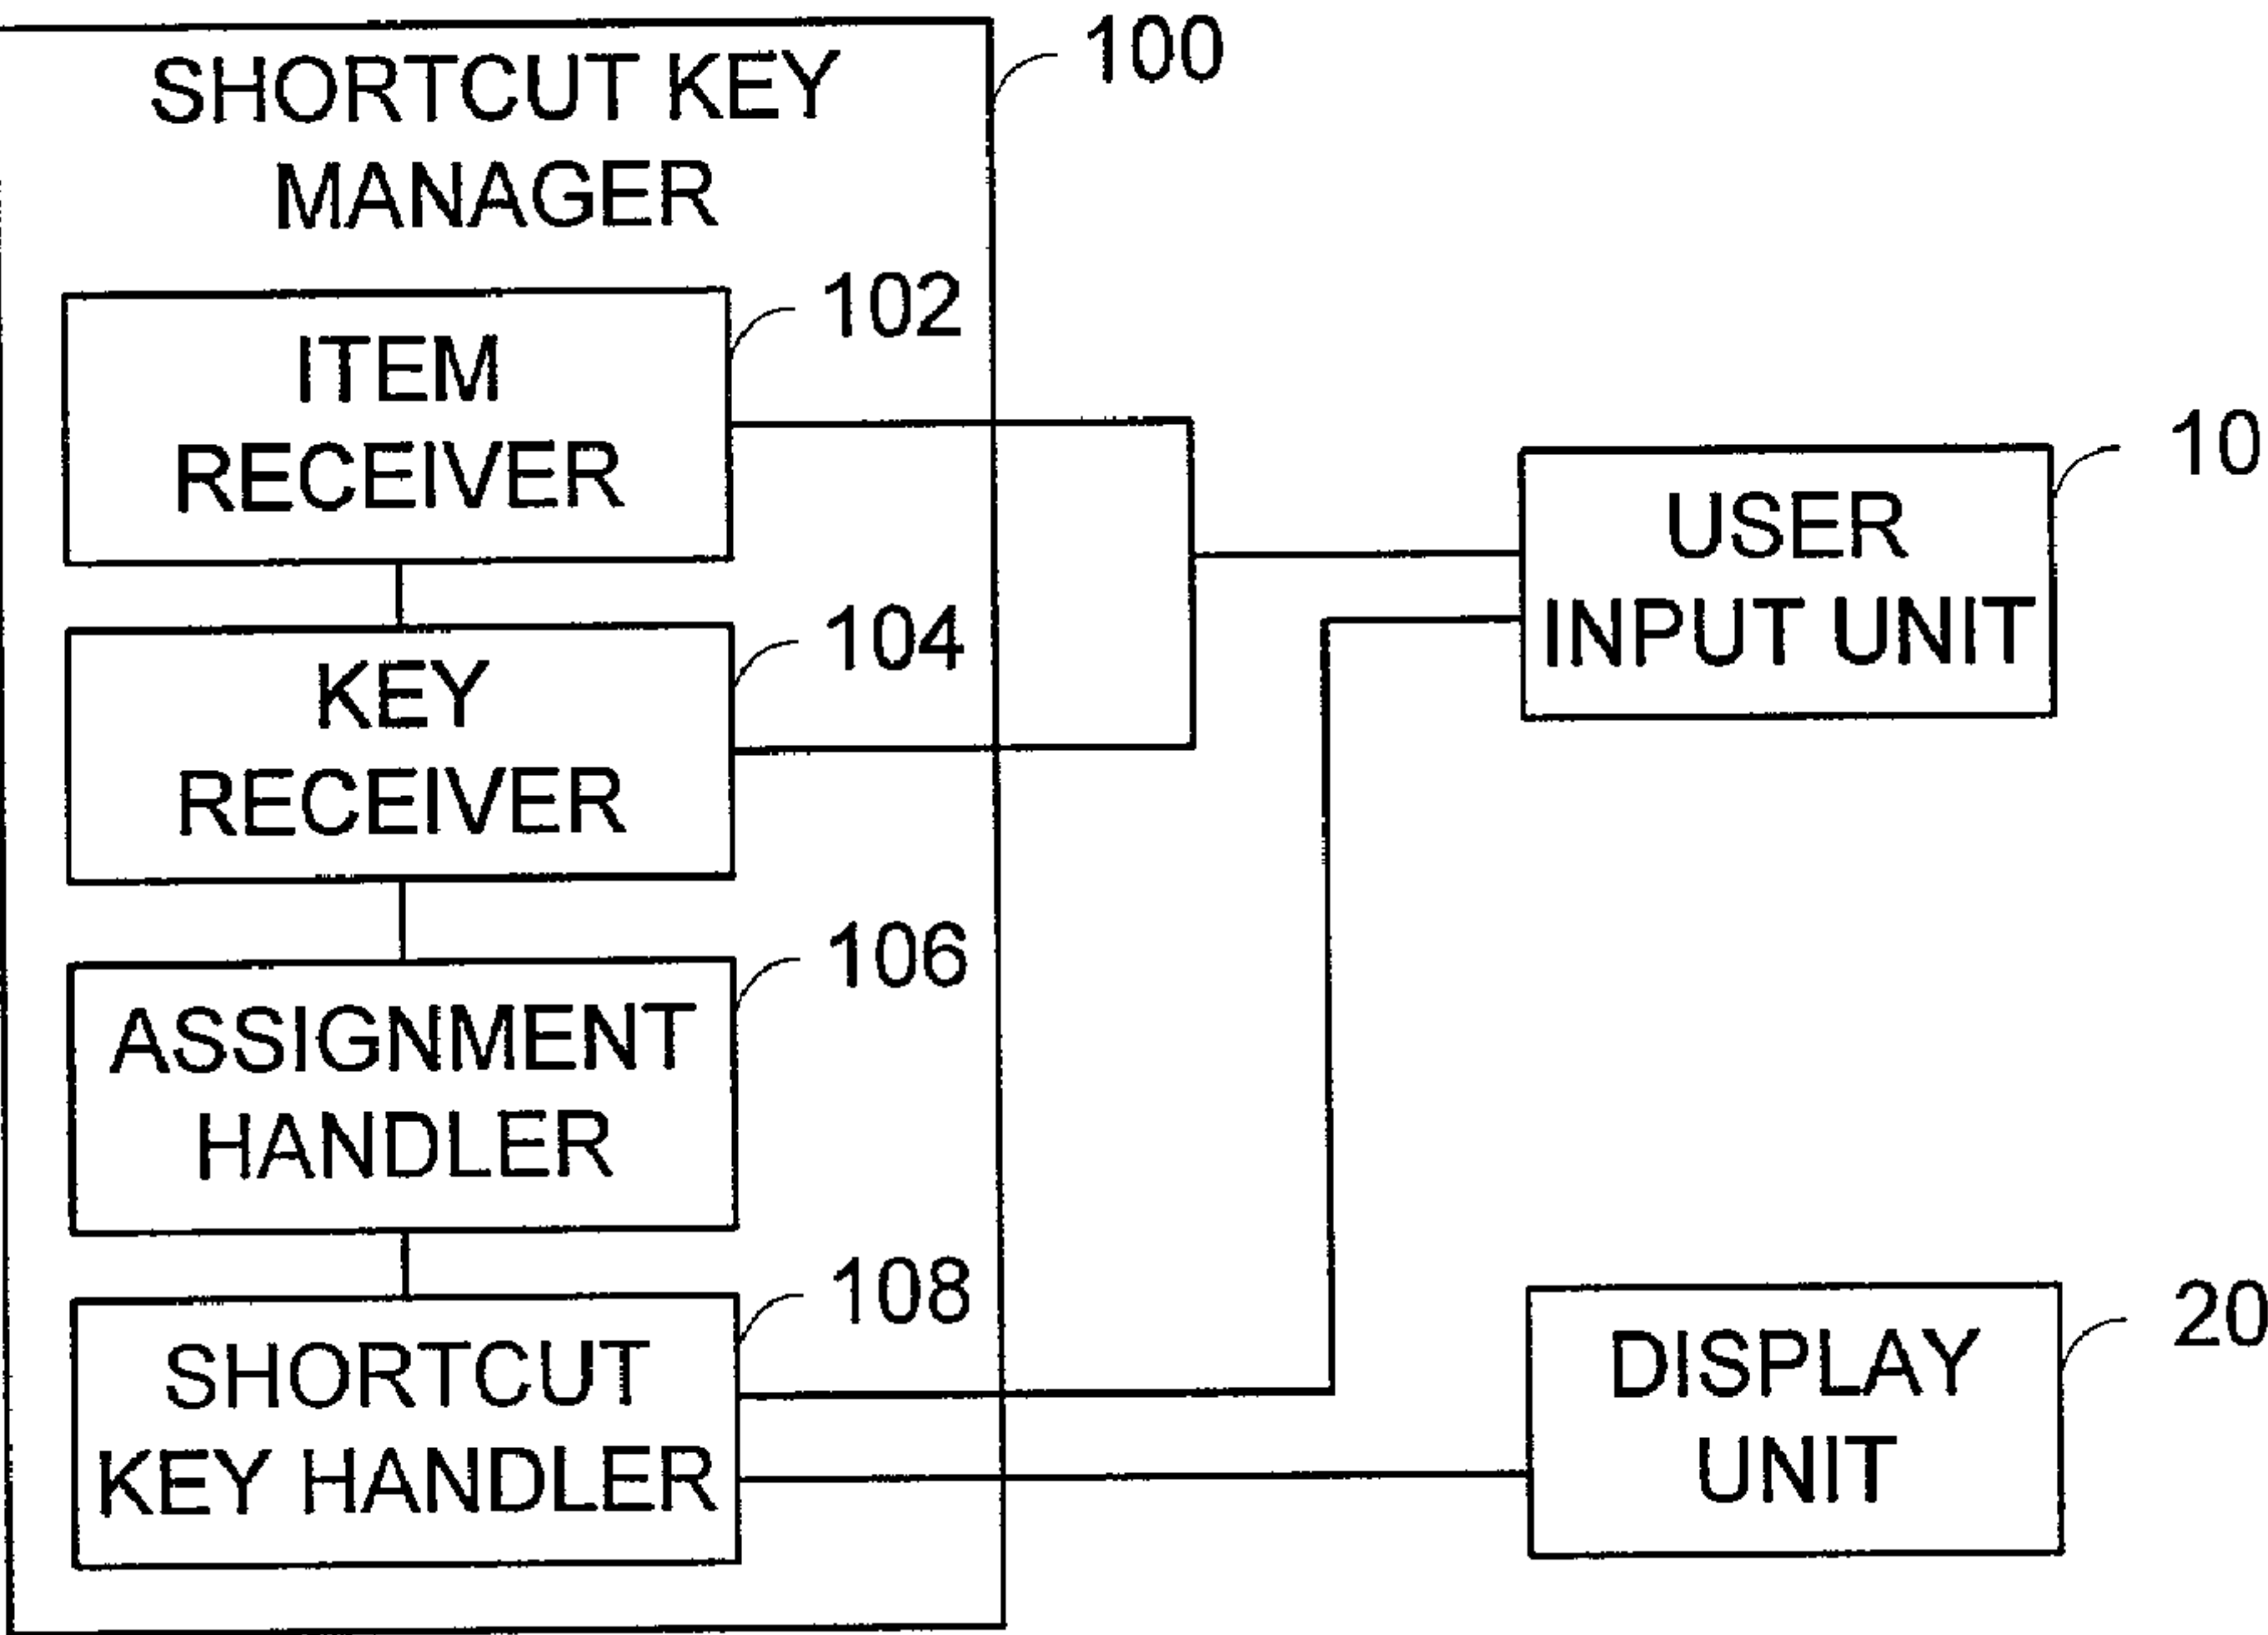 SHORTCUT KEY
MANAGER
100
ITEM
RECEIVER
102
KEY
RECEIVER
104
ASSIGNMENT
HANDLER
106
SHORTCUT
KEY HANDLER
108
USER
INPUT UNIT
10
DISPLAY
UNIT
20